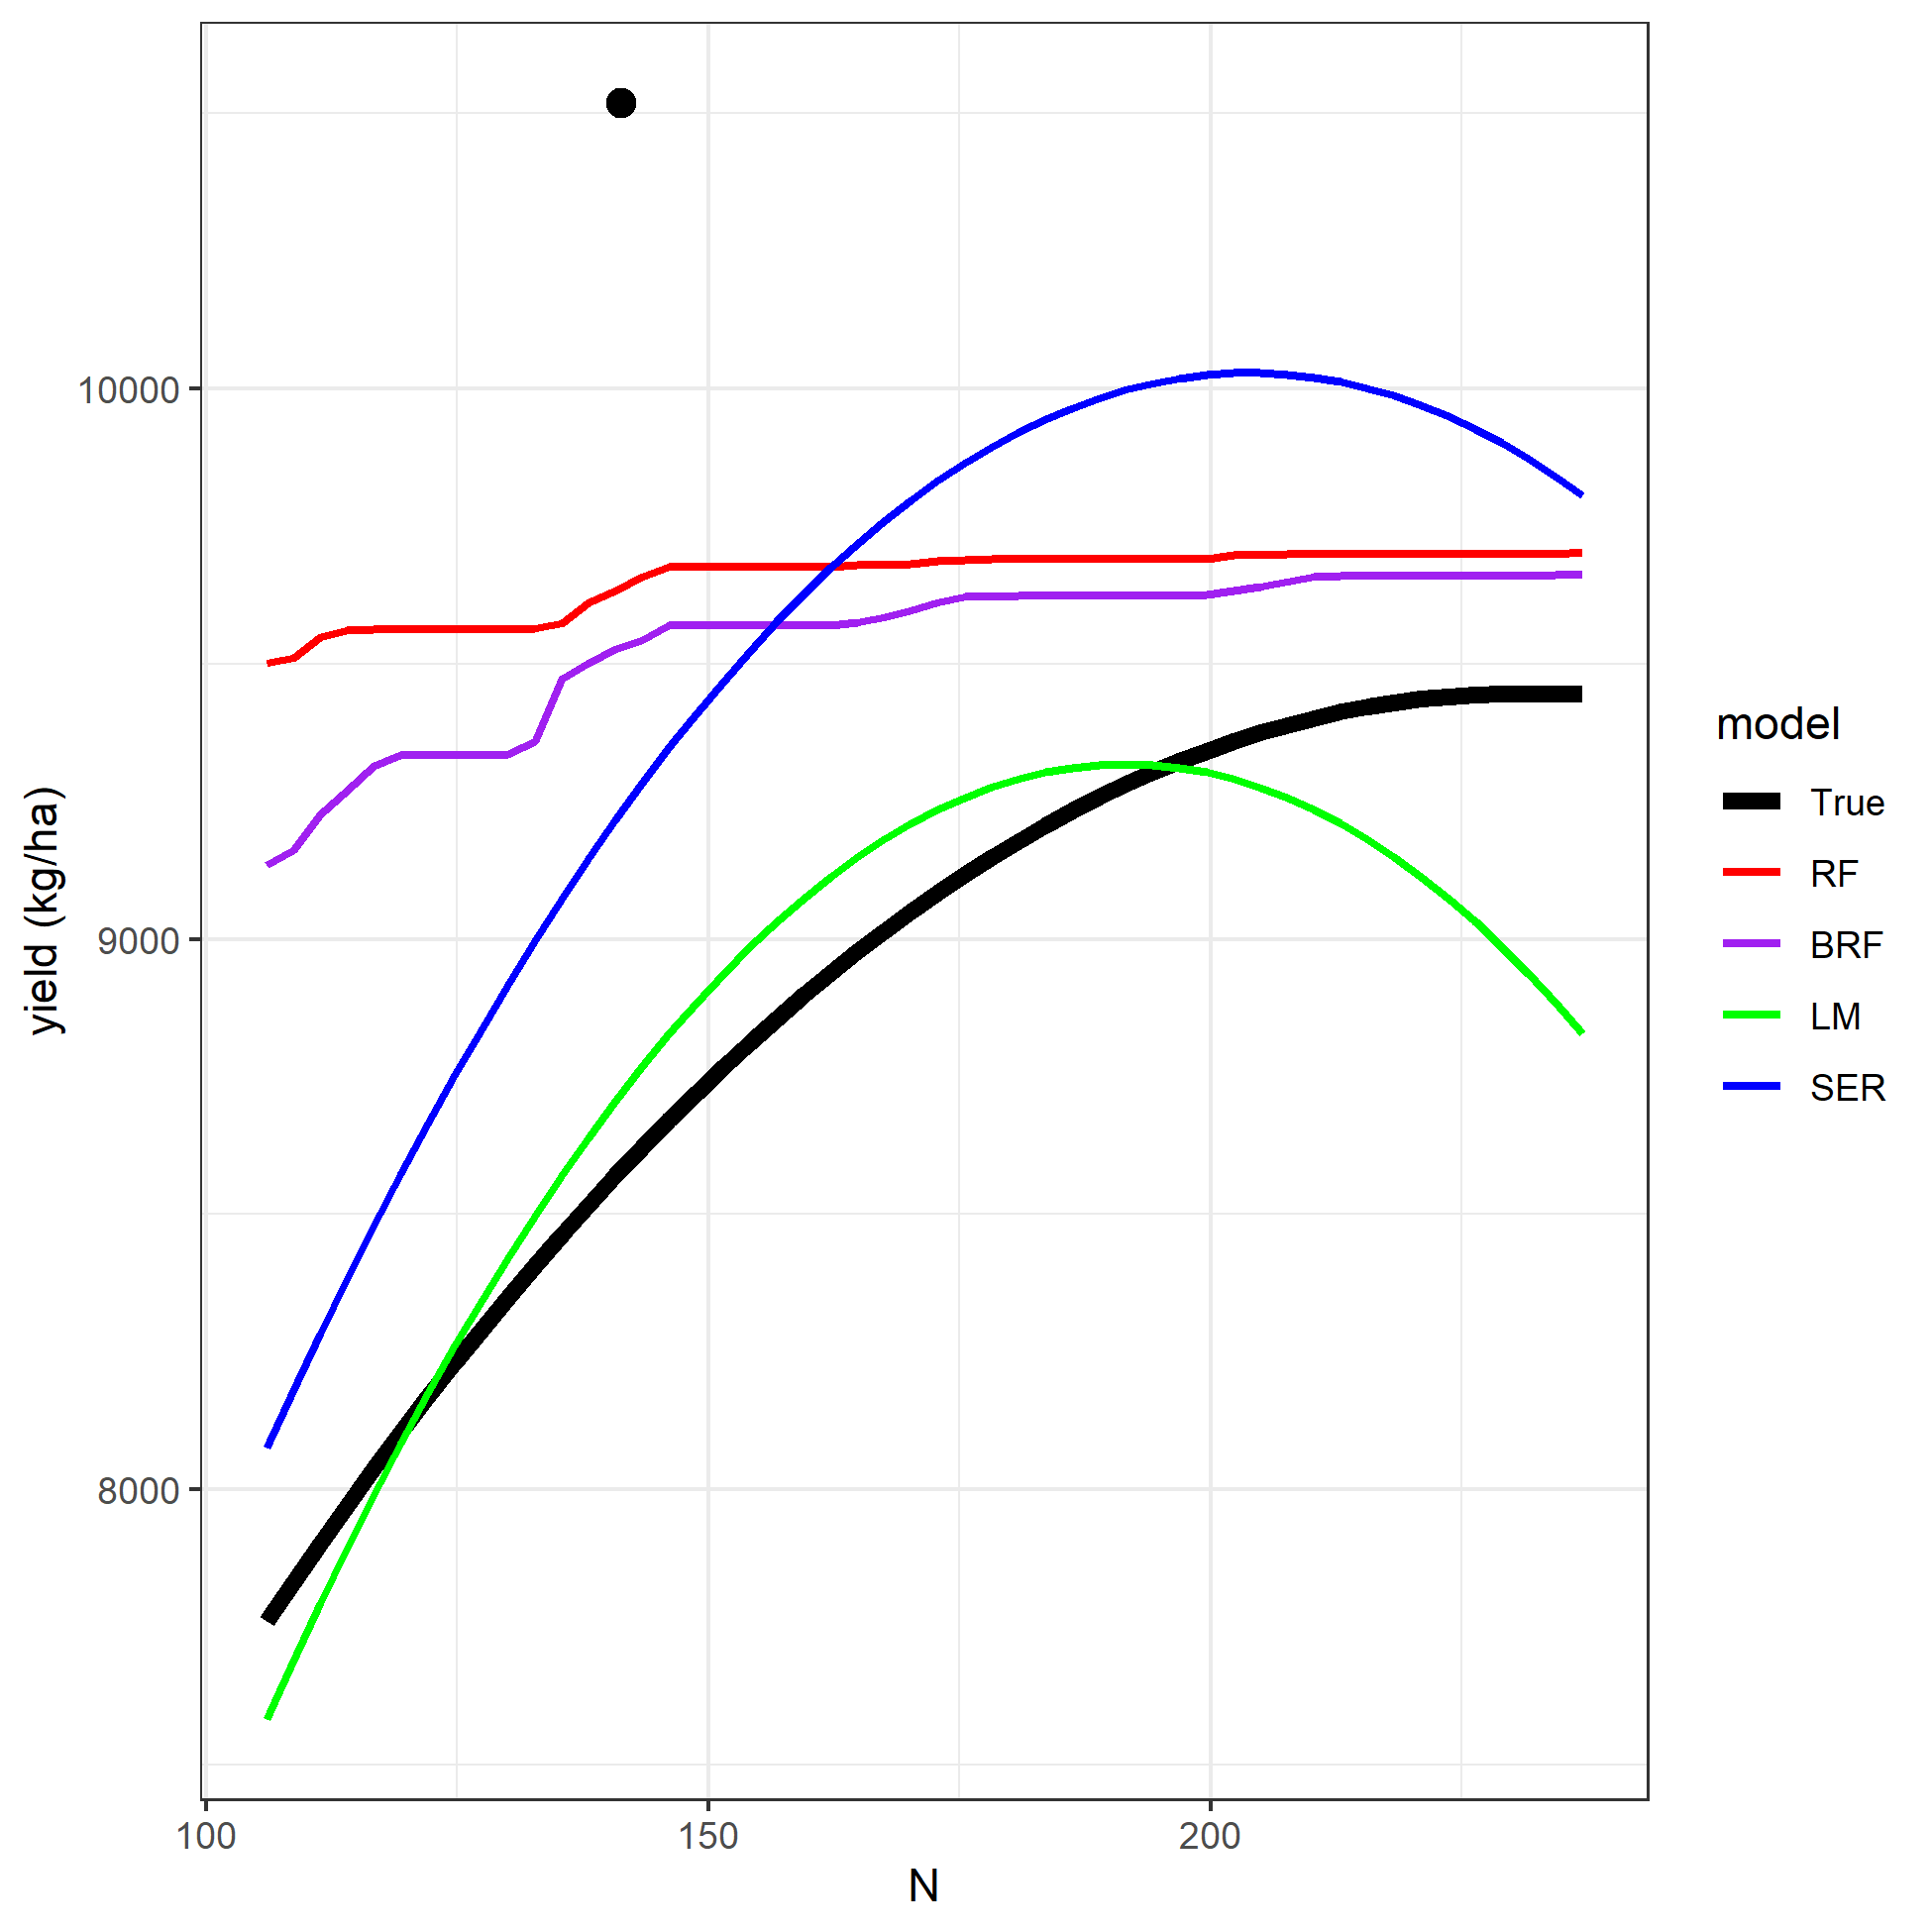 10000
9000
8000
yield (kg/ha)
100
150
200
N
model
True
RF
BRF
LM
SER